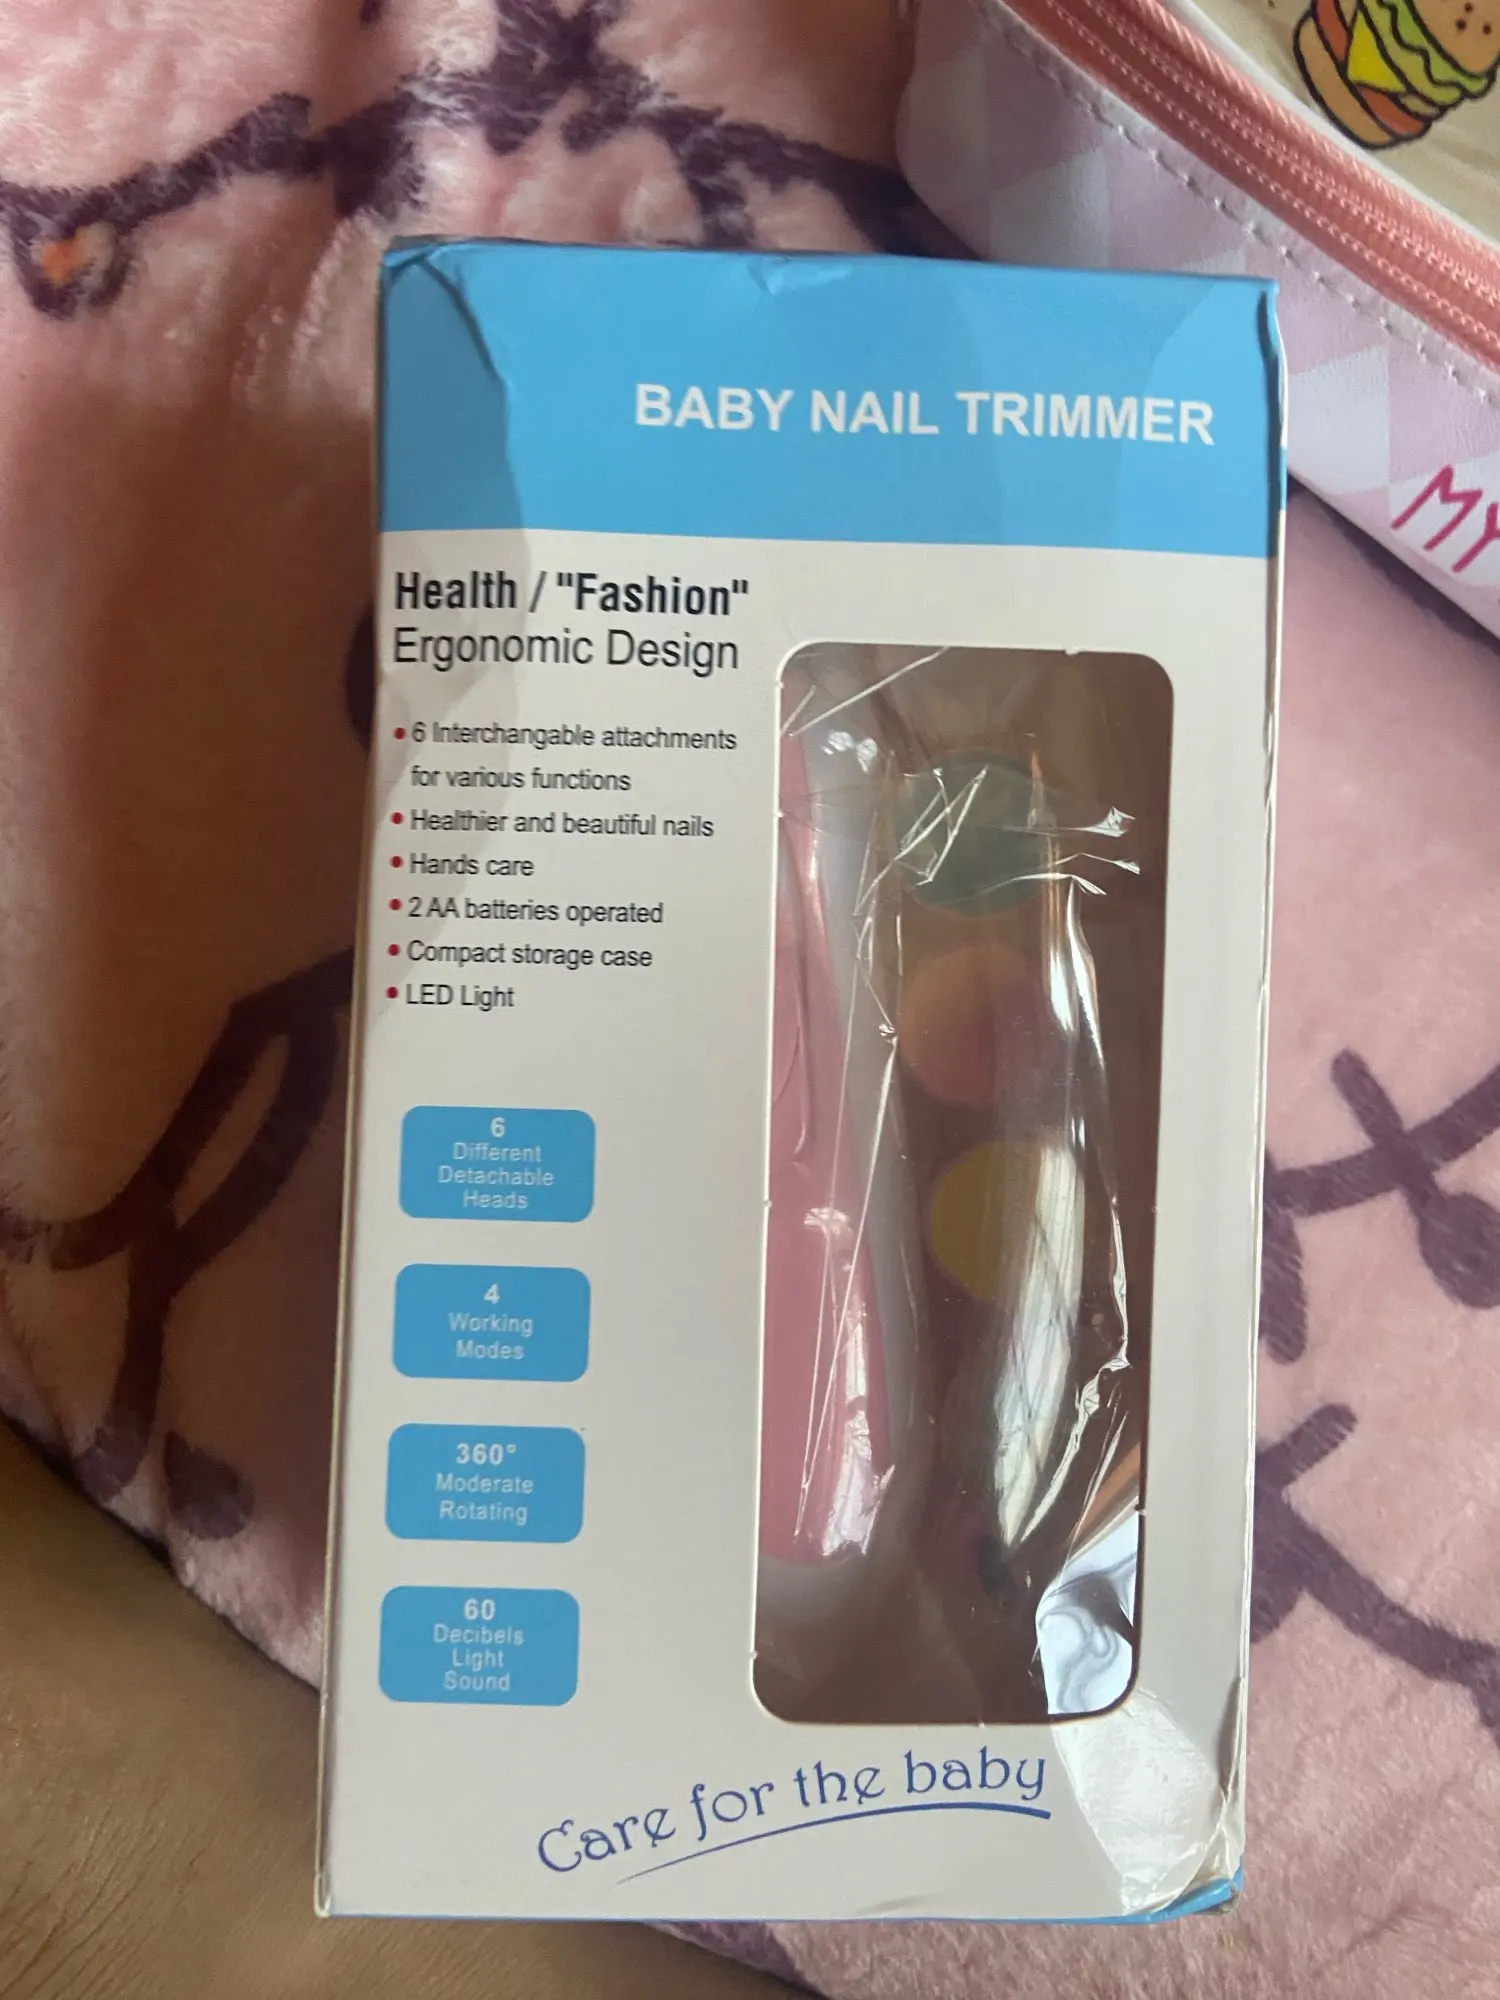 BABY NAIL TRIMMER
Health / "Fashion"
Ergonomic Design
• 6 Interchangable attachments
for various functions
• Healthier and beautiful nails
• Hands care
• 2 AA batteries operated
• Compact storage case
• LED Light
6
Different
Detachable
Heads
4
Working
Modes
360°
Moderate
Rotating
60
Decibels
Light
Sound
Care for the baby
MY